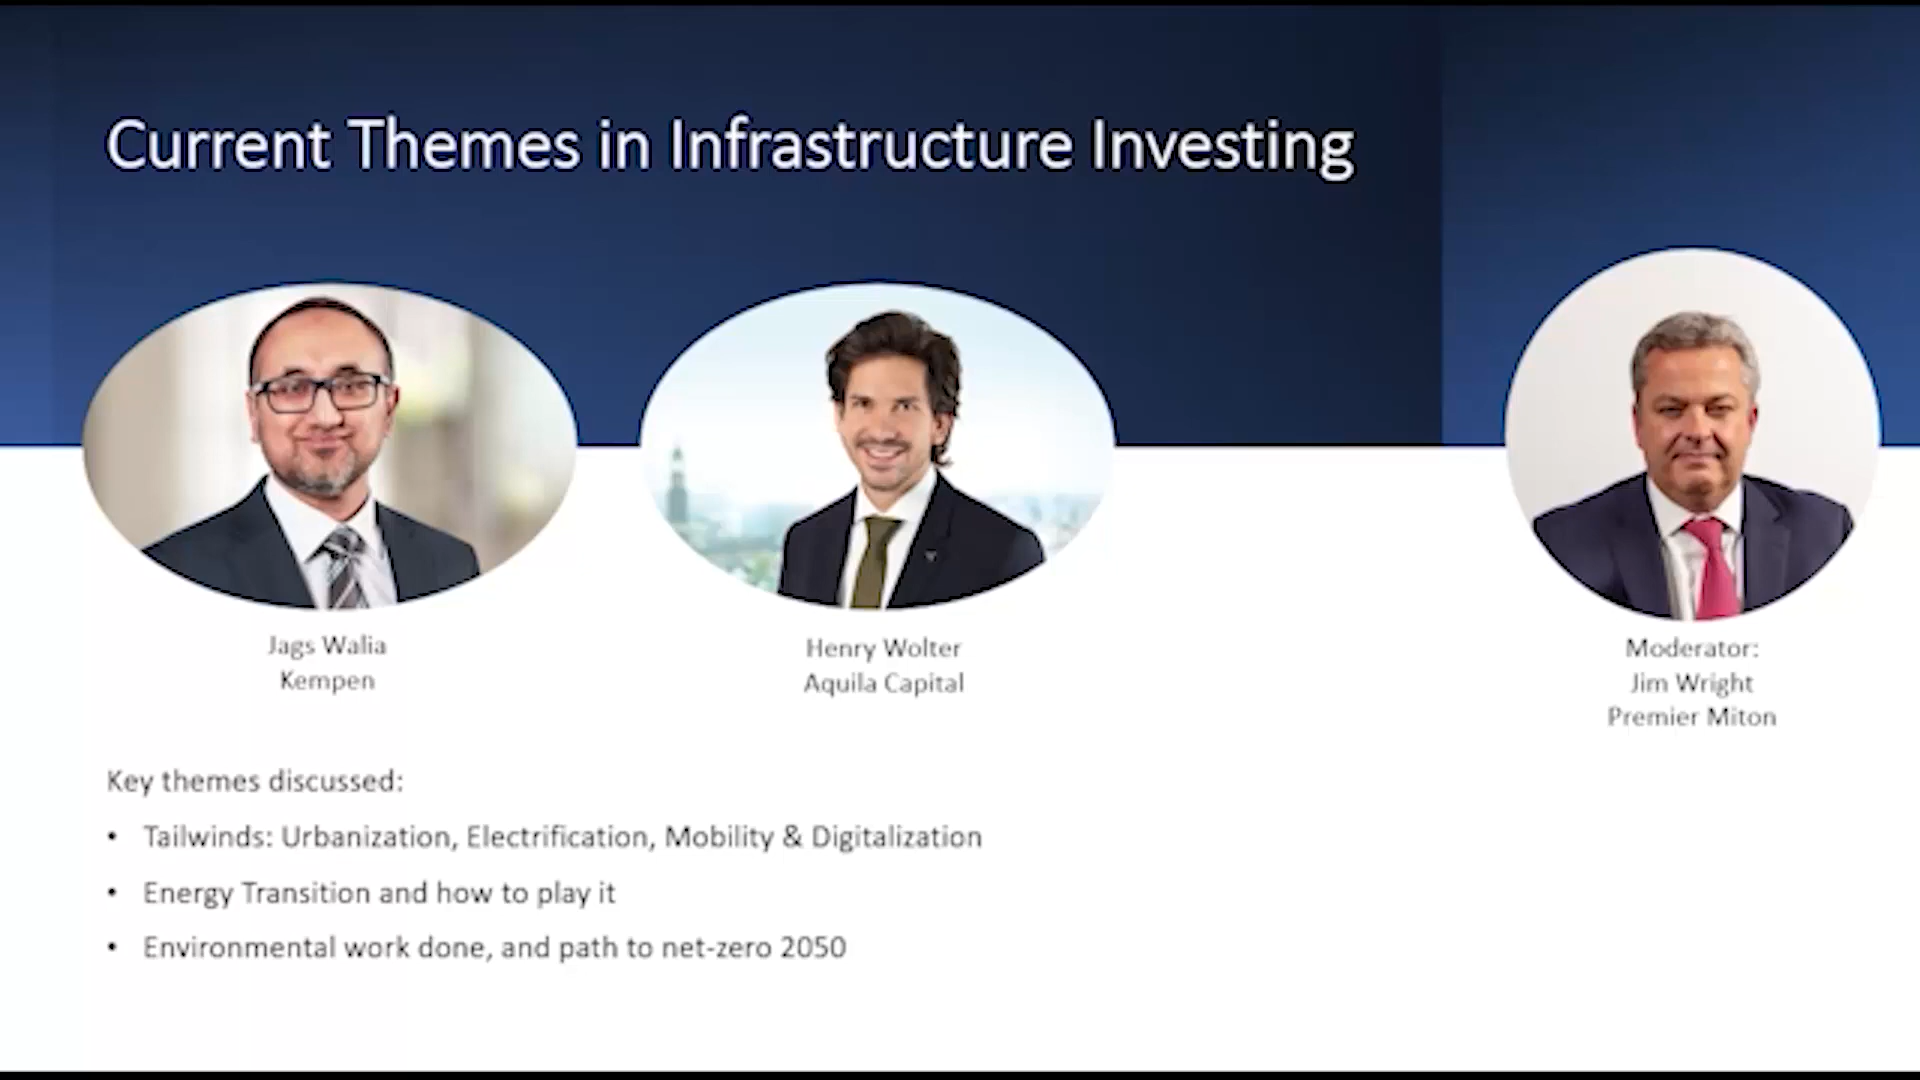 Current Themes in Infrastructure Investing
Jags Walia
Kempen
Henry Wolter
Aquila Capital
Moderator:
Jim Wright
Premier Miton
Key themes discussed:
• Tailwinds: Urbanization, Electrification, Mobility & Digitalization
• Energy Transition and how to play it
• Environmental work done, and path to net-zero 2050